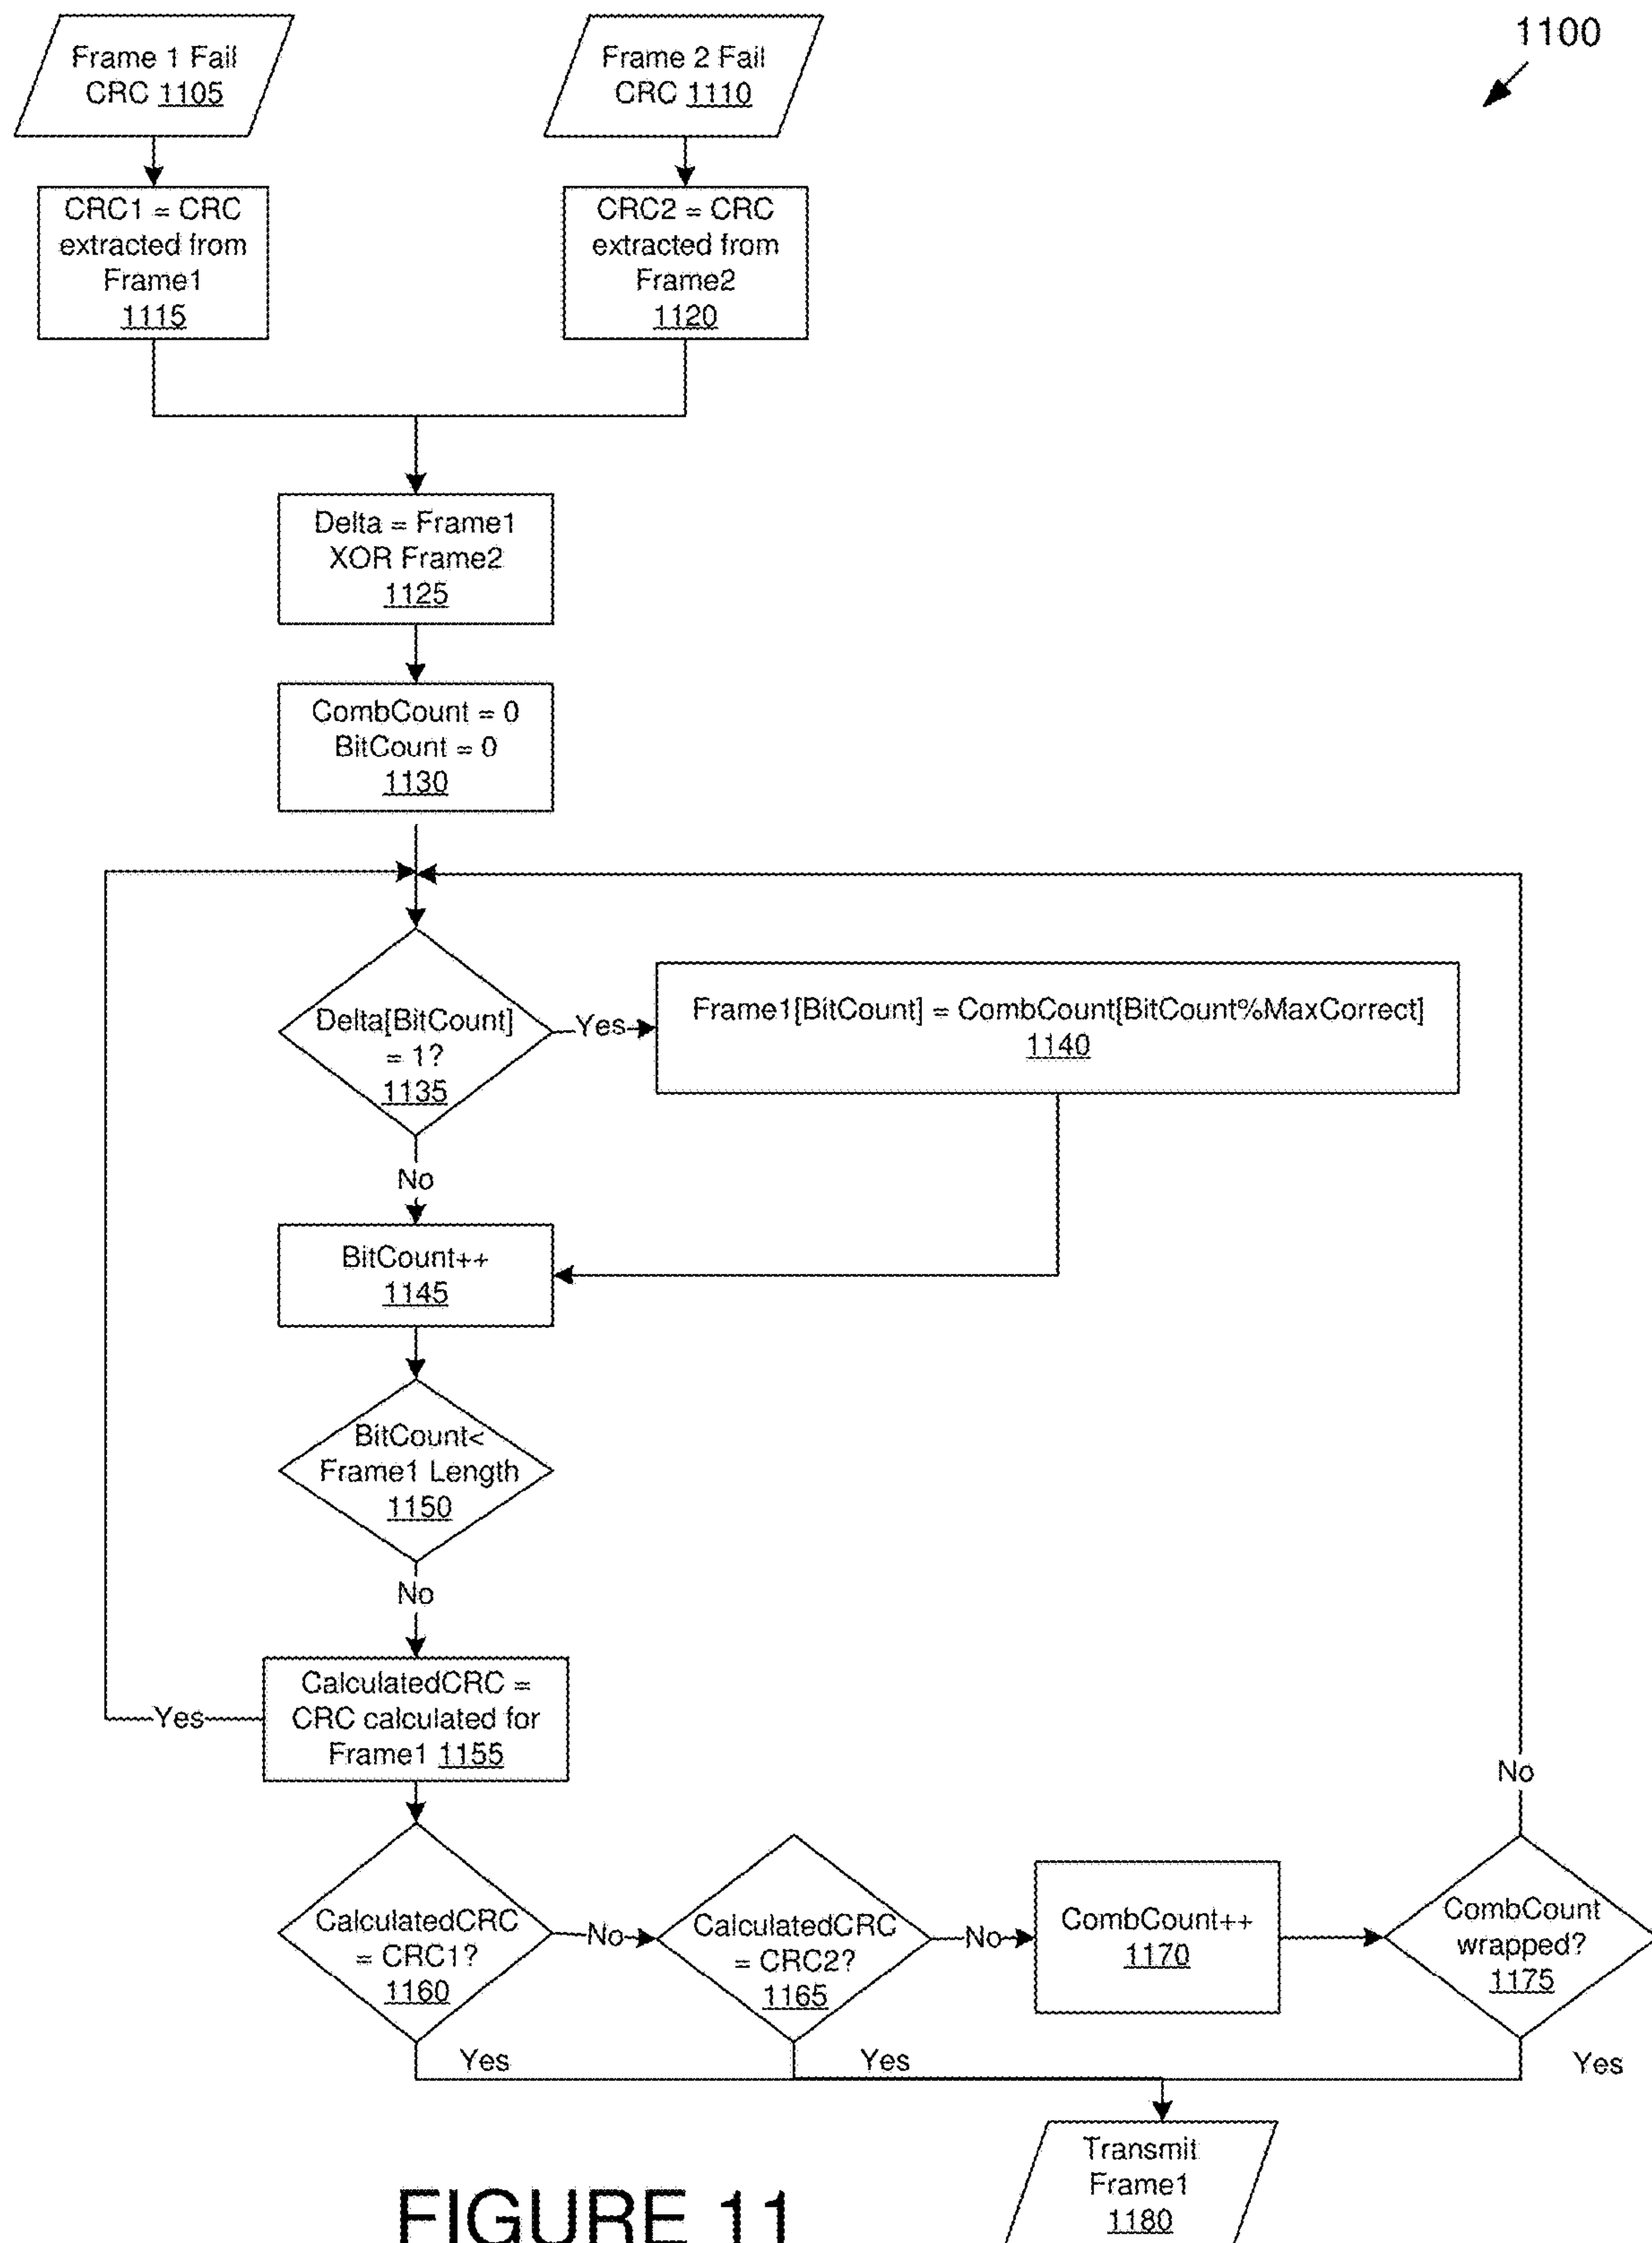 1100
Frame 1 Fail
CRC 1105
Frame 2 Fail
CRC 1110
CRC1 = CRC
extracted from
Frame1
1115
CRC2 = CRC
extracted from
Frame2
1120
Delta = Frame1
XOR Frame2
1125
CombCount = 0
BitCount = 0
1130
Delta[BitCount]
= 1?
1135
Yes
Frame1[BitCount] = CombCount[BitCount%MaxCorrect]
1140
No
BitCount++
1145
BitCount<
Frame1 Length
1150
No
CalculatedCRC =
CRC calculated for
Frame1 1155
Yes
No
CalculatedCRC
= CRC1?
1160
No
CalculatedCRC
= CRC2?
1165
No
CombCount++
1170
CombCount
wrapped?
1175
Yes
Yes
Yes
Transmit
Frame1
1180
FIGURE 11